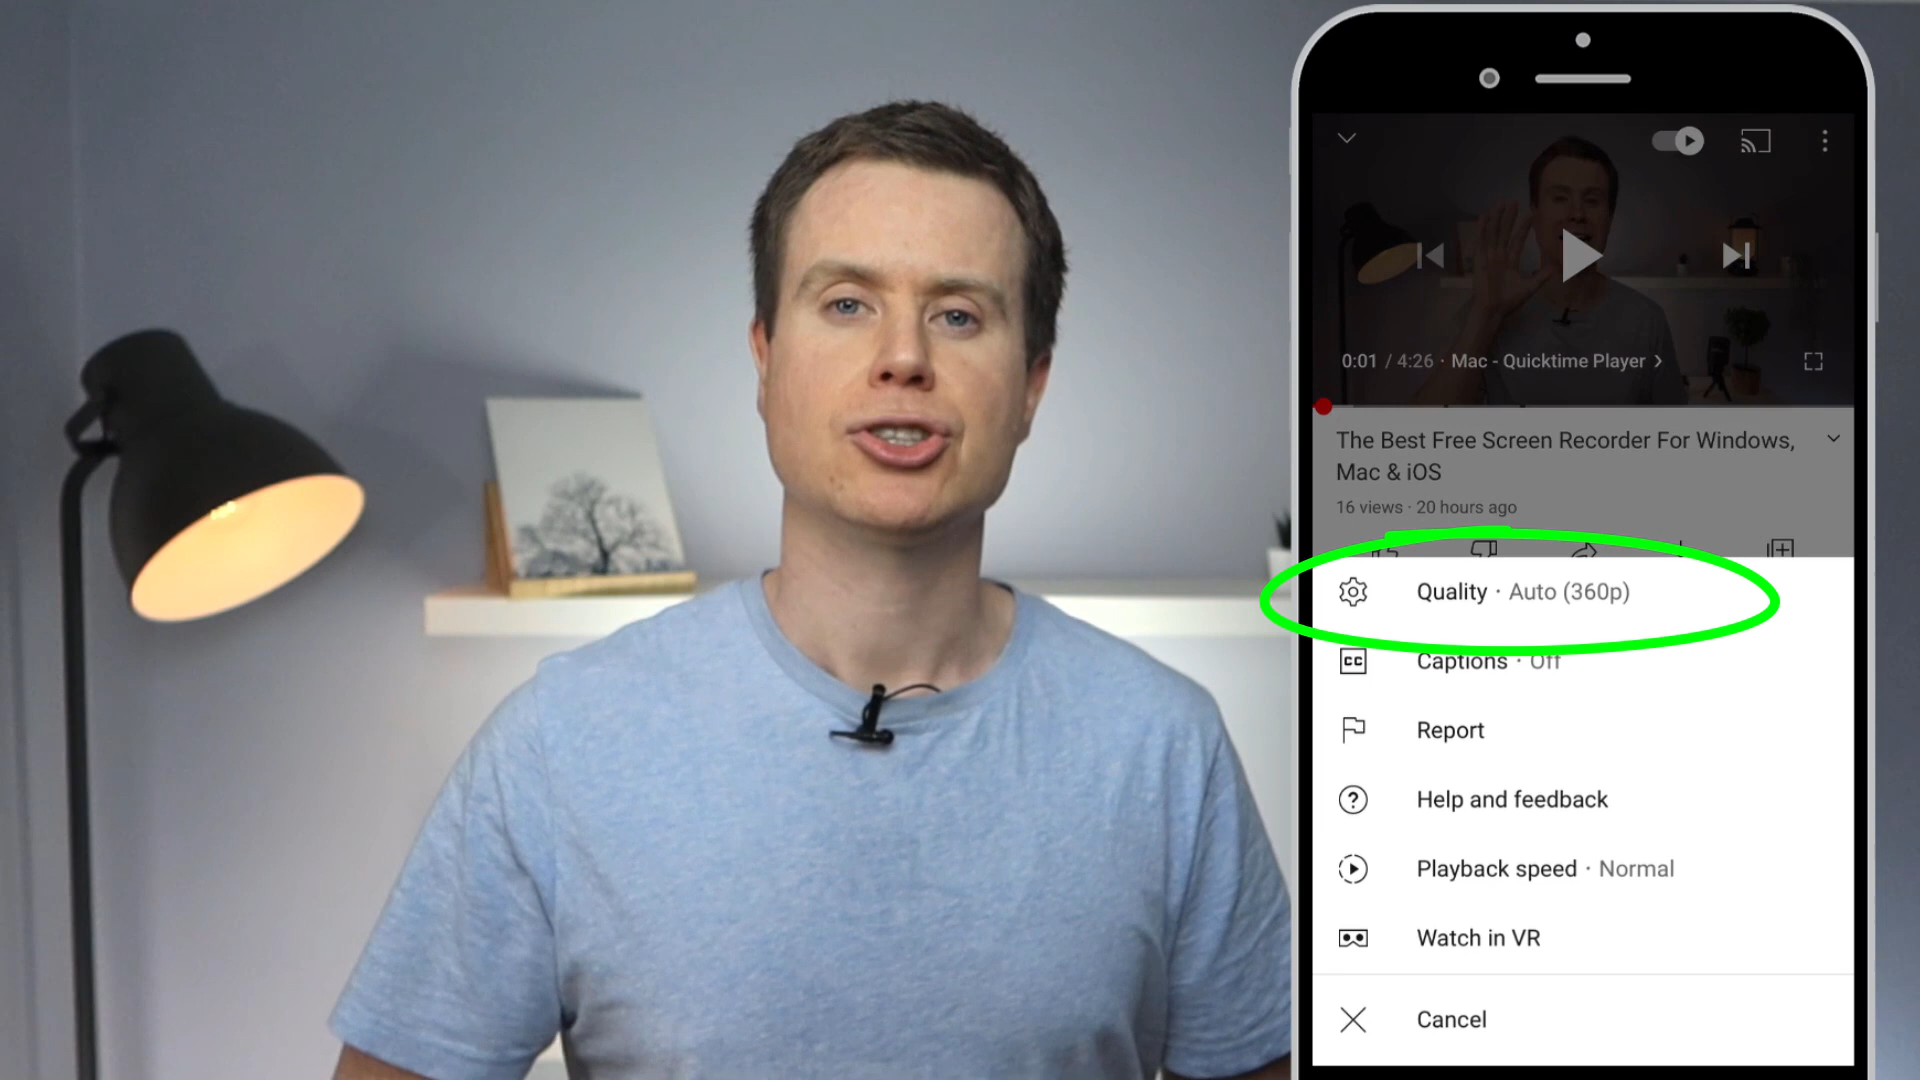 0:01 / 4:26 · Mac - Quicktime Player
The Best Free Screen Recorder For Windows,
Mac & iOS
16 views · 20 hours ago
Quality · Auto (360p)
CC Captions · Off
Report
Help and feedback
Playback speed · Normal
Watch in VR
Cancel